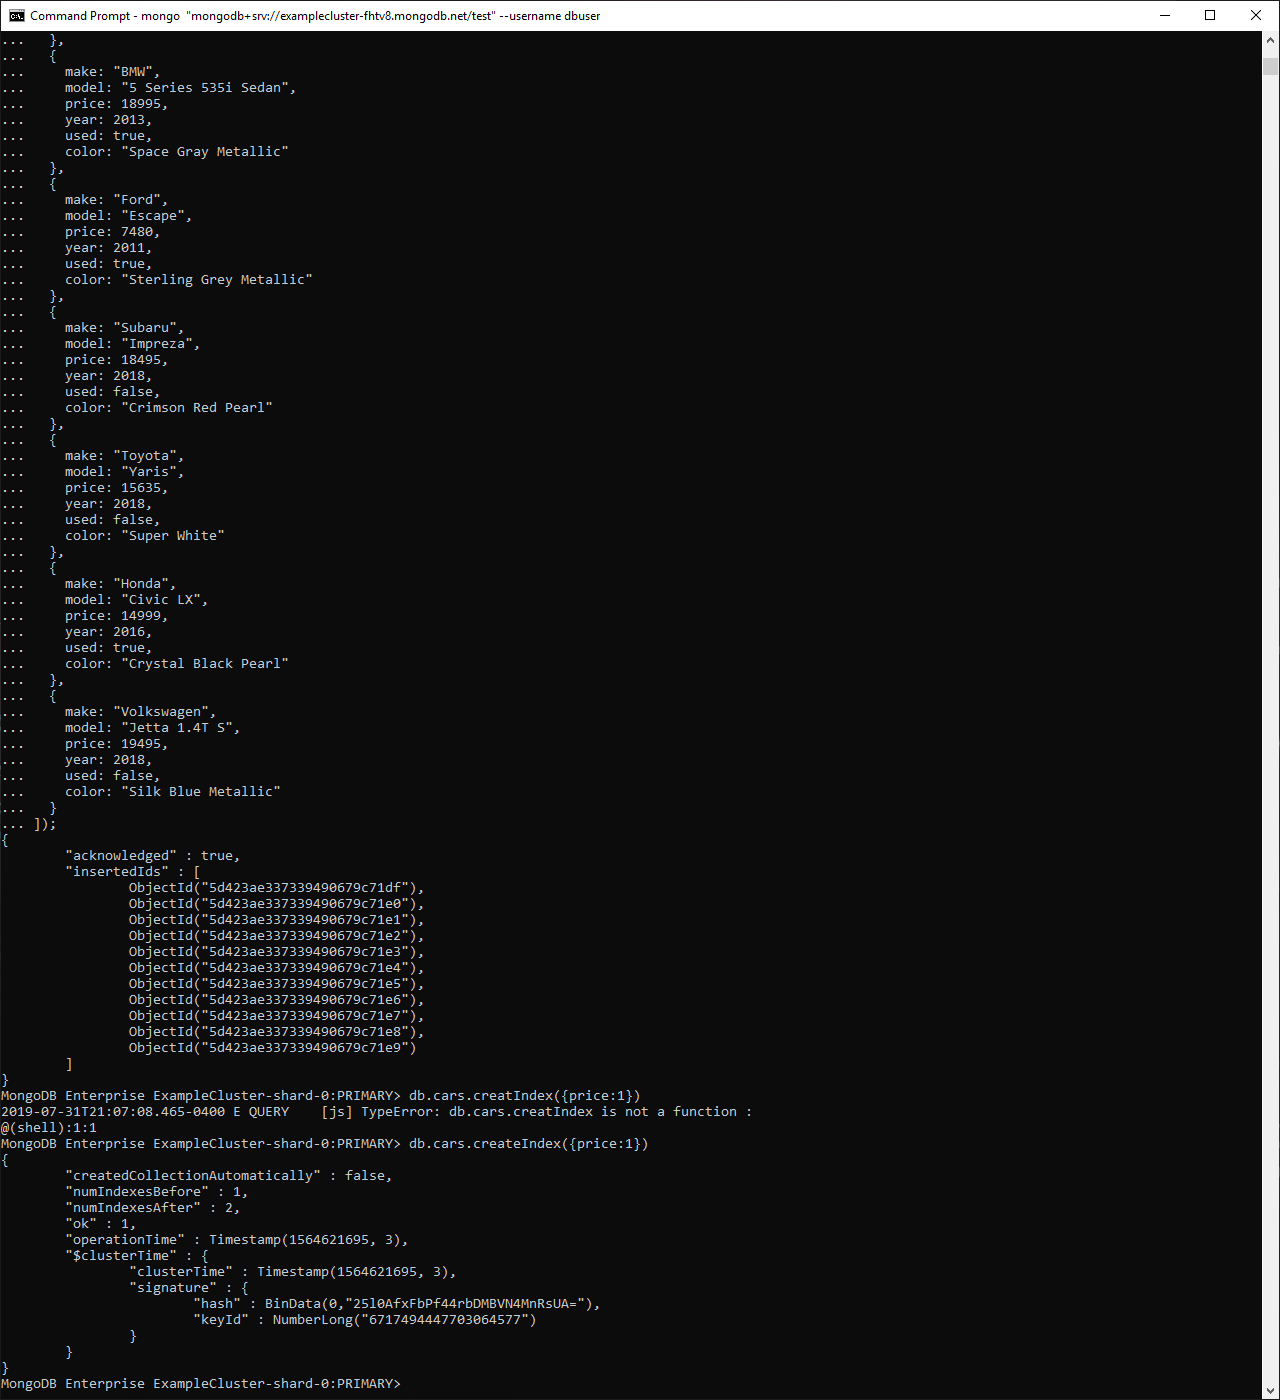 Command Prompt - mongo  "mongodb+srv://examplecluster-fhtv8.mongodb.net/test" --username dbuser
...   },
...   {
...     make: "BMW",
...     model: "5 Series 535i Sedan",
...     price: 18995,
...     year: 2013,
...     used: true,
...     color: "Space Gray Metallic"
...   },
...   {
...     make: "Ford",
...     model: "Escape",
...     price: 7480,
...     year: 2011,
...     used: true,
...     color: "Sterling Grey Metallic"
...   },
...   {
...     make: "Subaru",
...     model: "Impreza",
...     price: 18495,
...     year: 2018,
...     used: false,
...     color: "Crimson Red Pearl"
...   },
...   {
...     make: "Toyota",
...     model: "Yaris",
...     price: 15635,
...     year: 2018,
...     used: false,
...     color: "Super White"
...   },
...   {
...     make: "Honda",
...     model: "Civic LX",
...     price: 14999,
...     year: 2016,
...     used: true,
...     color: "Crystal Black Pearl"
...   },
...   {
...     make: "Volkswagen",
...     model: "Jetta 1.4T S",
...     price: 19495,
...     year: 2018,
...     used: false,
...     color: "Silk Blue Metallic"
...   }
... ]);
{
        "acknowledged" : true,
        "insertedIds" : [
                ObjectId("5d423ae337339490679c71df"),
                ObjectId("5d423ae337339490679c71e0"),
                ObjectId("5d423ae337339490679c71e1"),
                ObjectId("5d423ae337339490679c71e2"),
                ObjectId("5d423ae337339490679c71e3"),
                ObjectId("5d423ae337339490679c71e4"),
                ObjectId("5d423ae337339490679c71e5"),
                ObjectId("5d423ae337339490679c71e6"),
                ObjectId("5d423ae337339490679c71e7"),
                ObjectId("5d423ae337339490679c71e8"),
                ObjectId("5d423ae337339490679c71e9")
        ]
}
MongoDB Enterprise ExampleCluster-shard-0:PRIMARY> db.cars.creatIndex({price:1})
2019-07-31T21:07:08.465-0400 E QUERY    [js] TypeError: db.cars.creatIndex is not a function :
@(shell):1:1
MongoDB Enterprise ExampleCluster-shard-0:PRIMARY> db.cars.createIndex({price:1})
{
        "createdCollectionAutomatically" : false,
        "numIndexesBefore" : 1,
        "numIndexesAfter" : 2,
        "ok" : 1,
        "operationTime" : Timestamp(1564621695, 3),
        "$clusterTime" : {
                "clusterTime" : Timestamp(1564621695, 3),
                "signature" : {
                        "hash" : BinData(0,"25l0AfxFbPf44rbDMBVN4MnRsUA="),
                        "keyId" : NumberLong("6717494447703064577")
                }
        }
}
MongoDB Enterprise ExampleCluster-shard-0:PRIMARY>